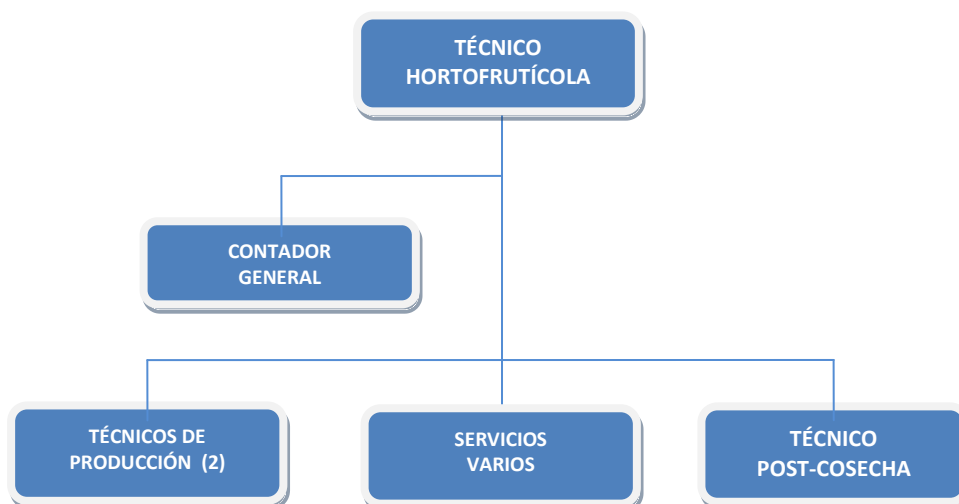 TÉCNICO
HORTOFRUTÍCOLA
CONTADOR
GENERAL
TÉCNICOS DE
PRODUCCIÓN (2)
SERVICIOS
VARIOS
TÉCNICO
POST-COSECHA